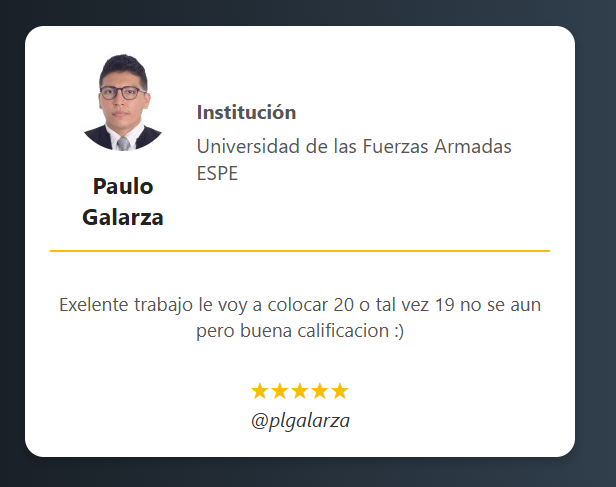 Institución
Universidad de las Fuerzas Armadas
ESPE
Paulo
Galarza
Exelente trabajo le voy a colocar 20 o tal vez 19 no se aun
pero buena calificacion :)
★★★★★
@plgalarza